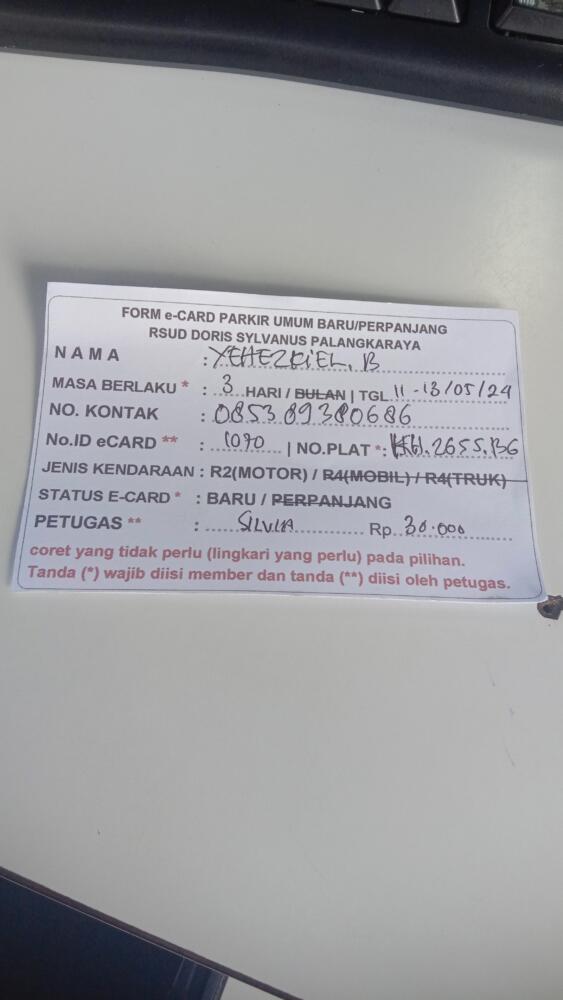 FORM e-CARD PARKIR UMUM BARU/PERPANJANG
RSUD DORIS SYLVANUS PALANGKARAYA
NAMA : YEHEZKIEL. B
MASA BERLAKU * : 3 HARI / BULAN | TGL 11 - 13/05/24
NO. KONTAK : 085389380686
No.ID eCARD ** : 1070 | NO.PLAT *: KH.2655.BG
JENIS KENDARAAN : R2(MOTOR) / R4(MOBIL) / R4(TRUK)
STATUS E-CARD * : BARU / PERPANJANG
PETUGAS ** : SILVIA Rp. 30.000
coret yang tidak perlu (lingkari yang perlu) pada pilihan.
Tanda (*) wajib diisi member dan tanda (**) diisi oleh petugas.